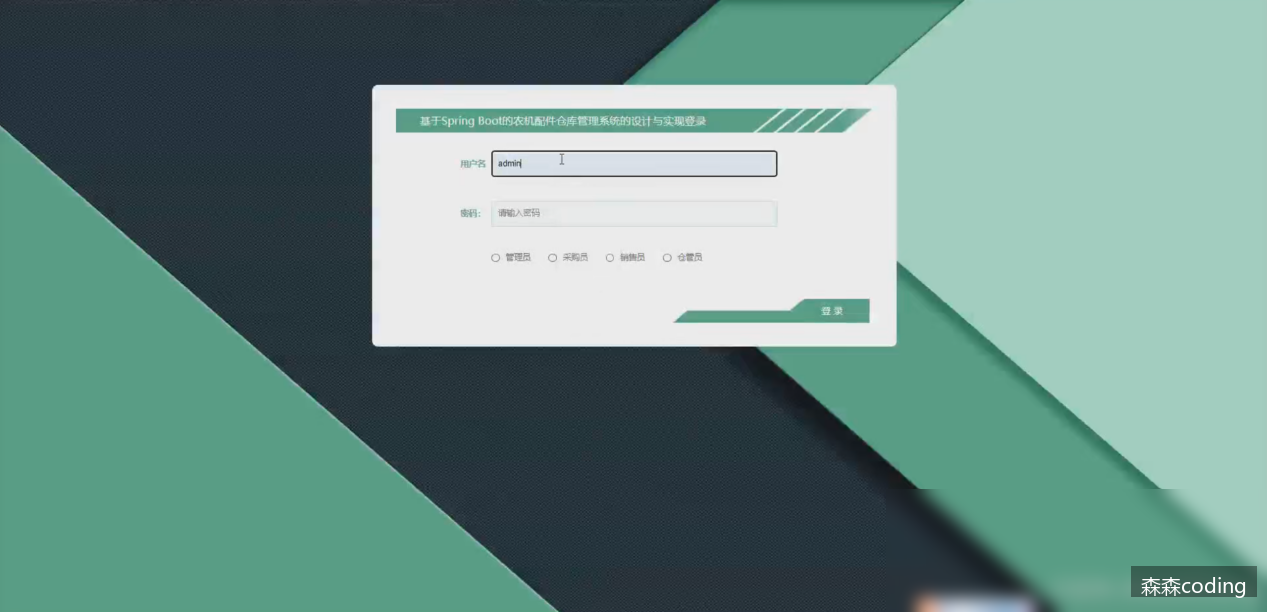 基于Spring Boot的农机配件仓库管理系统的设计与实现登录
用户名 admin
密码： 请输入密码
管理员 采购员 销售员 仓管员
登 录
森森coding